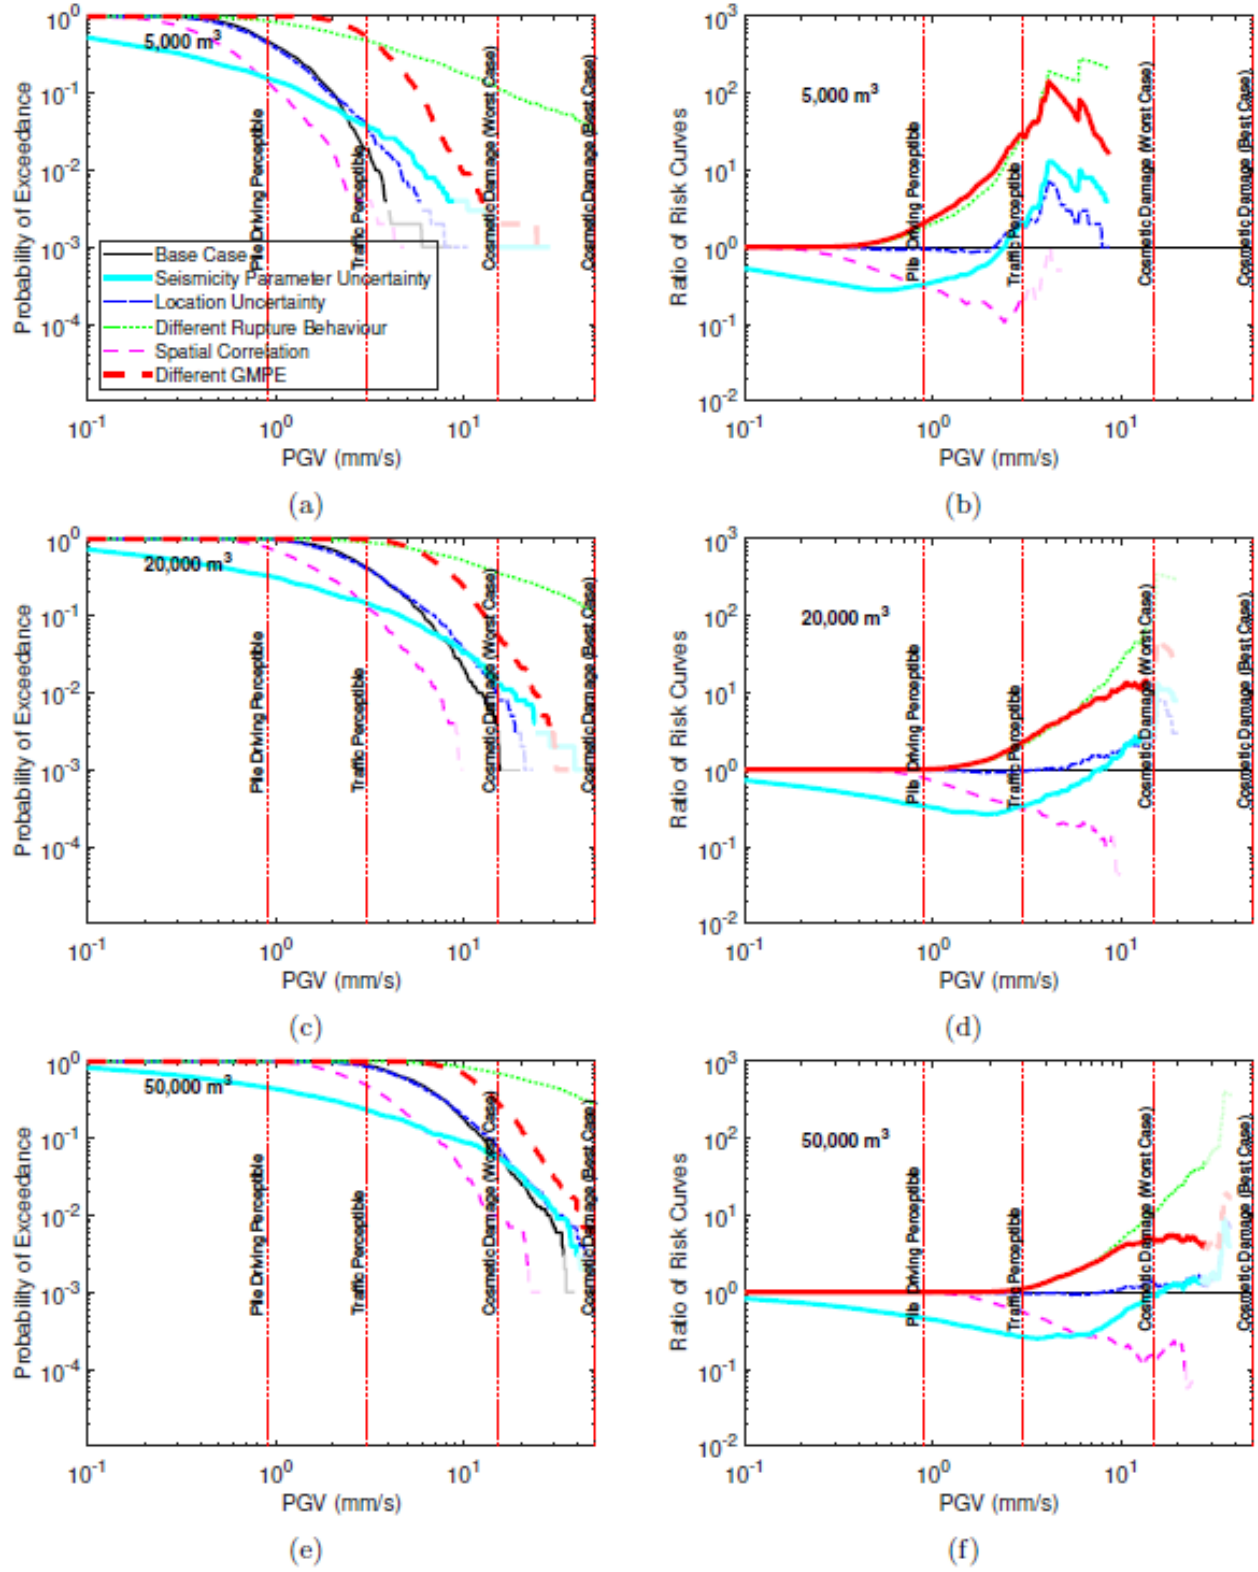 10^0
10^-1
10^-2
10^-3
10^-4
Probability of Exceedance
5,000 m^3
Pile Driving Perceptible
Traffic Perceptible
Cosmetic Damage (Worst Case)
Cosmetic Damage (Best Case)
Base Case
Seismicity Parameter Uncertainty
Location Uncertainty
Different Rupture Behaviour
Spatial Correlation
Different GMPE
10^-1
10^0
10^1
PGV (mm/s)
(a)
10^3
10^2
10^1
10^0
10^-1
10^-2
Ratio of Risk Curves
5,000 m^3
Pile Driving Perceptible
Traffic Perceptible
Cosmetic Damage (Worst Case)
Cosmetic Damage (Best Case)
10^-1
10^0
10^1
PGV (mm/s)
(b)
10^0
10^-1
10^-2
10^-3
10^-4
Probability of Exceedance
20,000 m^3
Pile Driving Perceptible
Traffic Perceptible
Cosmetic Damage (Worst Case)
Cosmetic Damage (Best Case)
10^-1
10^0
10^1
PGV (mm/s)
(c)
10^3
10^2
10^1
10^0
10^-1
10^-2
Ratio of Risk Curves
20,000 m^3
Pile Driving Perceptible
Traffic Perceptible
Cosmetic Damage (Worst Case)
Cosmetic Damage (Best Case)
10^-1
10^0
10^1
PGV (mm/s)
(d)
10^0
10^-1
10^-2
10^-3
10^-4
Probability of Exceedance
50,000 m^3
Pile Driving Perceptible
Traffic Perceptible
Cosmetic Damage (Worst Case)
Cosmetic Damage (Best Case)
10^-1
10^0
10^1
PGV (mm/s)
(e)
10^3
10^2
10^1
10^0
10^-1
10^-2
Ratio of Risk Curves
50,000 m^3
Pile Driving Perceptible
Traffic Perceptible
Cosmetic Damage (Worst Case)
Cosmetic Damage (Best Case)
10^-1
10^0
10^1
PGV (mm/s)
(f)